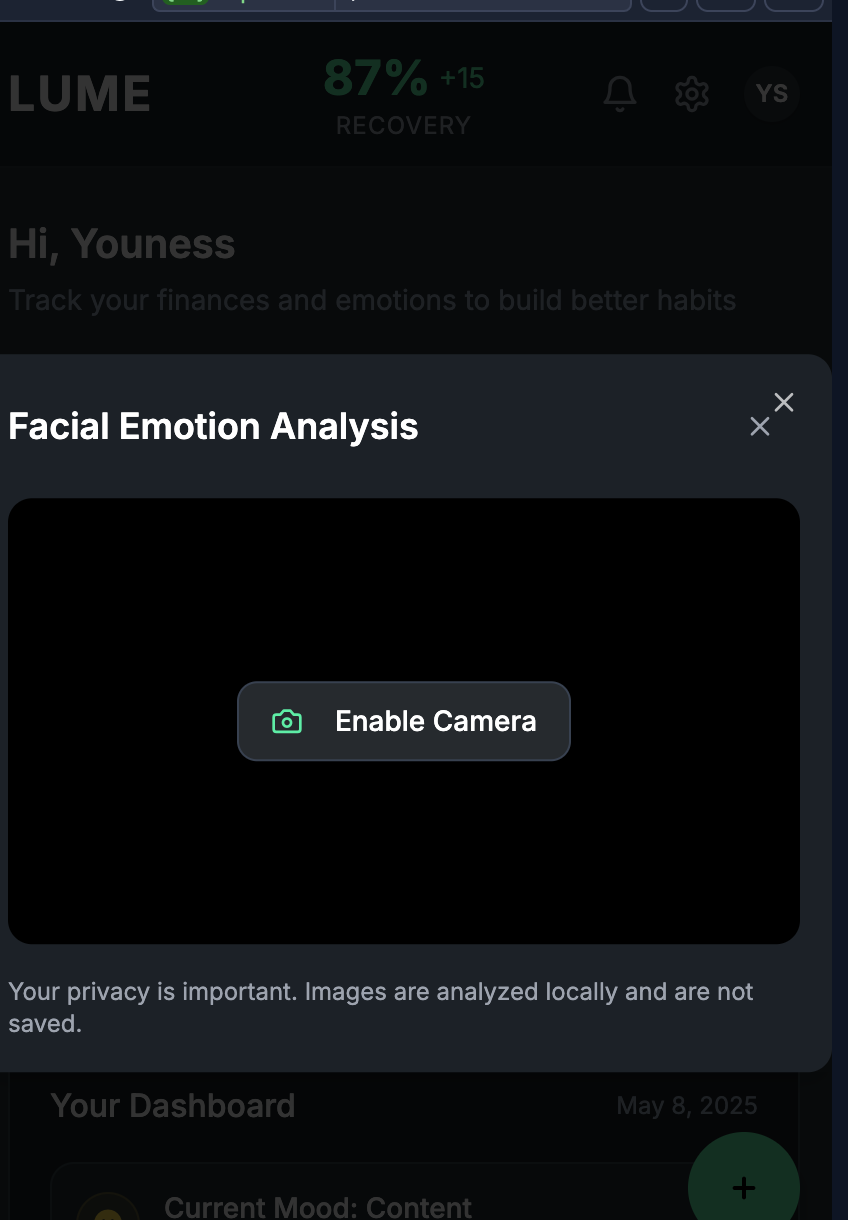 LUME
87% +15
RECOVERY
YS
Hi, Youness
Track your finances and emotions to build better habits
Facial Emotion Analysis
Enable Camera
Your privacy is important. Images are analyzed locally and are not
saved.
Your Dashboard
May 8, 2025
Current Mood: Content